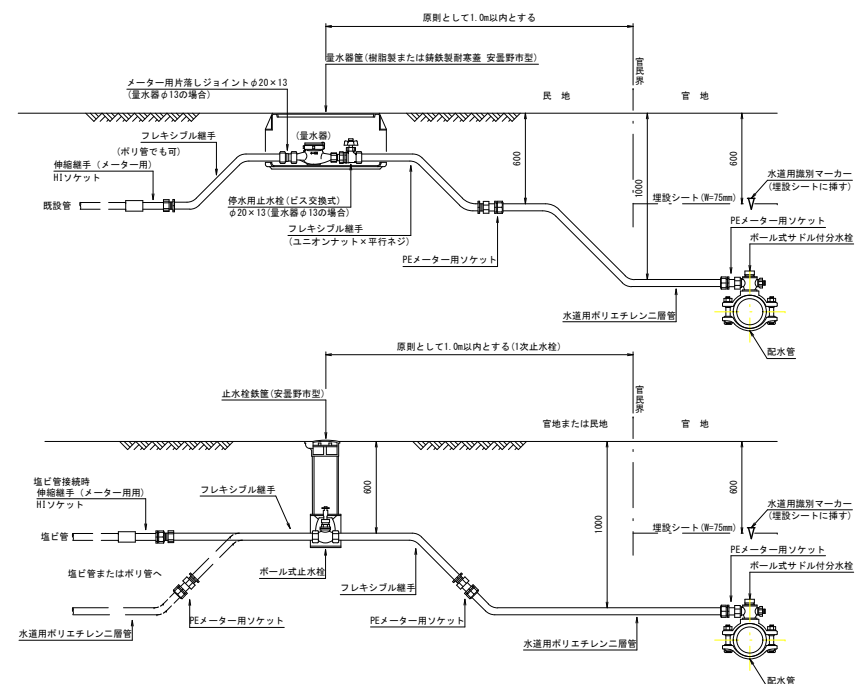 原則として1.0m以内とする
量水器筐(樹脂製または鋳鉄製耐寒蓋 安曇野市型)
官民界
メーター用片落しジョイントφ20×13
(量水器φ13の場合)
民 地
官 地
フレキシブル継手
(ポリ管でも可)
(量水器)
伸縮継手（メーター用)
HIソケット
既設管
停水用止水栓(ビス交換式)
φ20×13(量水器φ13の場合)
フレキシブル継手
(ユニオンナット×平行ネジ)
PEメーター用ソケット
600
1000
600
水道用識別マーカー
(埋設シートに挿す)
埋設シート(W=75mm)
PEメーター用ソケット
ボール式サドル付分水栓
水道用ポリエチレン二層管
配水管
原則として1.0m以内とする(1次止水栓)
止水栓鉄筐(安曇野市型)
官民界
官地または民地
官 地
塩ビ管接続時
伸縮継手（メーター用用)
HIソケット
フレキシブル継手
600
1000
600
水道用識別マーカー
(埋設シートに挿す)
埋設シート(W=75mm)
塩ビ管
PEメーター用ソケット
ボール式サドル付分水栓
塩ビ管またはポリ管へ
ボール式止水栓
フレキシブル継手
PEメーター用ソケット
PEメーター用ソケット
水道用ポリエチレン二層管
水道用ポリエチレン二層管
配水管